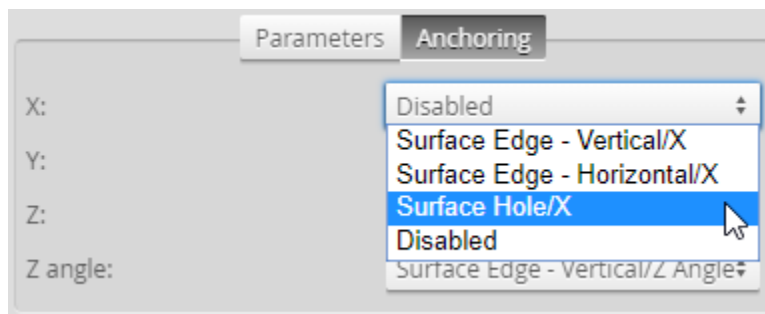 Parameters Anchoring
X: Disabled
Surface Edge - Vertical/X
Y:
Surface Edge - Horizontal/X
Z: Surface Hole/X
Disabled
Z angle: Surface Edge - Vertical/Z Angle